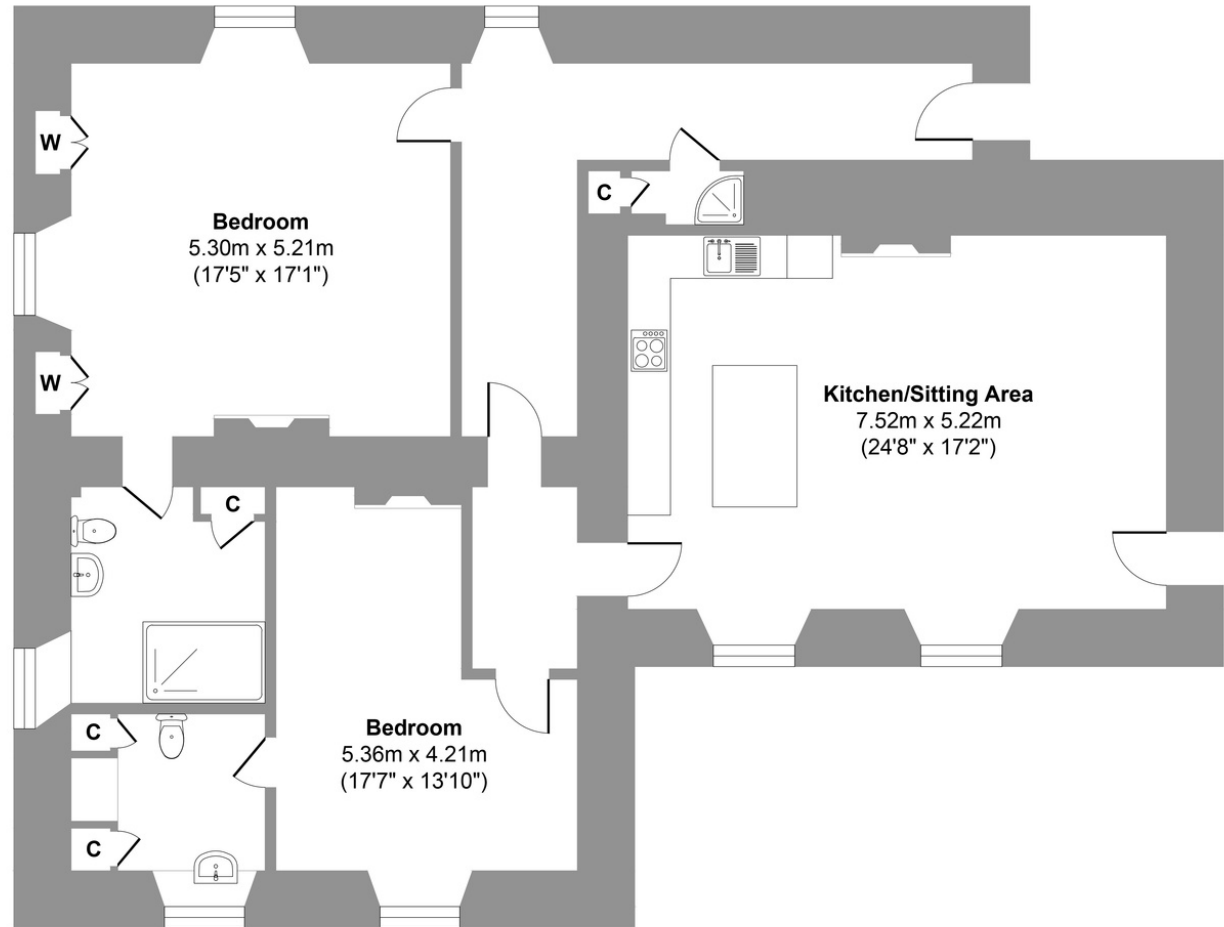 W
Bedroom
5.30m x 5.21m
(17'5" x 17'1")
C
W
Kitchen/Sitting Area
7.52m x 5.22m
(24'8" x 17'2")
C
Bedroom
5.36m x 4.21m
(17'7" x 13'10")
C
C